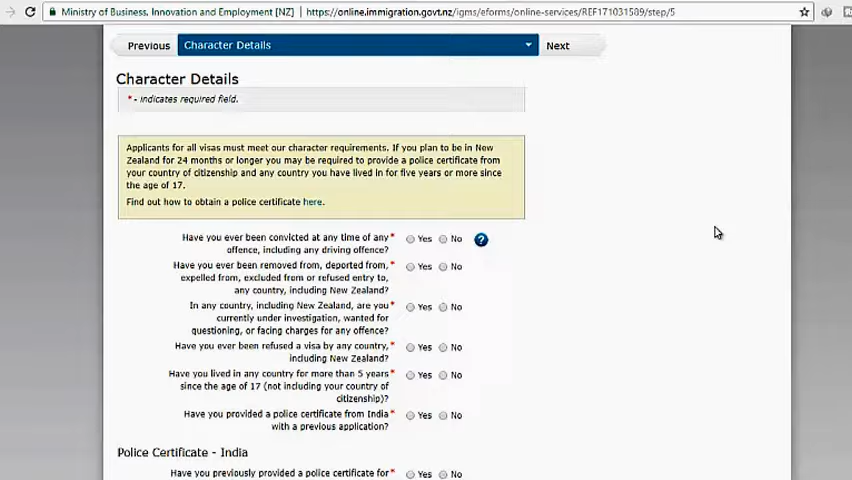 Ministry of Business, Innovation and Employment [NZ] https://online.immigration.govt.nz/igms/eforms/online-services/REF171031589/step/5
Previous Character Details Next
Character Details
* - indicates required field.
Applicants for all visas must meet our character requirements. If you plan to be in New
Zealand for 24 months or longer you may be required to provide a police certificate from
your country of citizenship and any country you have lived in for five years or more since
the age of 17.
Find out how to obtain a police certificate here.
Have you ever been convicted at any time of any * Yes No ?
offence, including any driving offence?
Have you ever been removed from, deported from, * Yes No
expelled from, excluded from or refused entry to,
any country, including New Zealand?
In any country, including New Zealand, are you * Yes No
currently under investigation, wanted for
questioning, or facing charges for any offence?
Have you ever been refused a visa by any country, * Yes No
including New Zealand?
Have you lived in any country for more than 5 years * Yes No
since the age of 17 (not including your country of
citizenship)?
Have you provided a police certificate from India * Yes No
with a previous application?
Police Certificate - India
Have you previously provided a police certificate for * Yes No